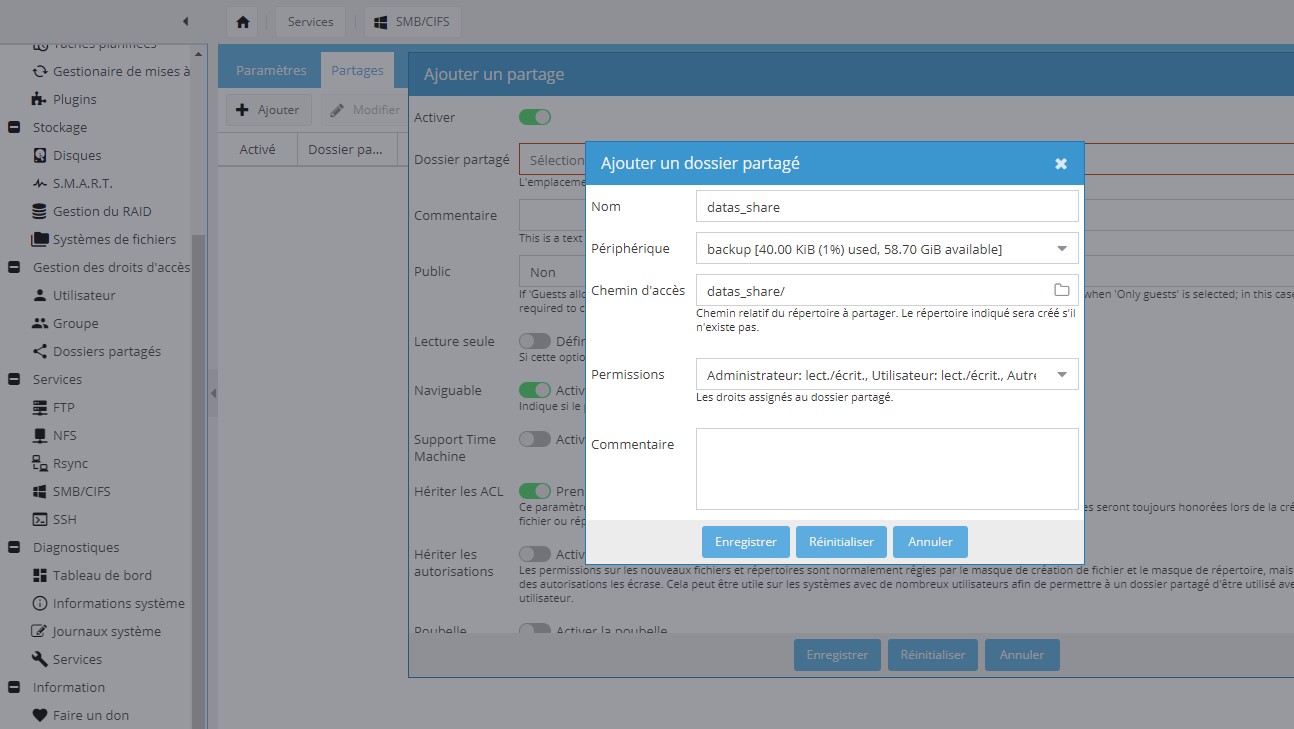 Services
SMB/CIFS
Tâches planifiées
Gestionaire de mises à
Plugins
Stockage
Disques
S.M.A.R.T.
Gestion du RAID
Systèmes de fichiers
Gestion des droits d'accès
Utilisateur
Groupe
Dossiers partagés
Services
FTP
NFS
Rsync
SMB/CIFS
SSH
Diagnostiques
Tableau de bord
Informations système
Journaux système
Services
Information
Faire un don
Paramètres
Partages
Ajouter
Modifier
Activé
Dossier pa...
Ajouter un partage
Activer
Dossier partagé
Sélection
L'emplaceme
Commentaire
This is a text
Public
Non
If 'Guests allo
when 'Only guests' is selected; in this case
required to c
Lecture seule
Défin
Si cette optio
Naviguable
Activ
Indique si le p
Support Time
Machine
Activ
Hériter les ACL
Pren
Ce paramètre
es seront toujours honorées lors de la cré
fichier ou rép
Hériter les
autorisations
Activ
Les permissions sur les nouveaux fichiers et répertoires sont normalement réglés par le masque de création de fichier et le masque de répertoire, mais
des autorisations les écrase. Cela peut être utile sur les systèmes avec de nombreux utilisateurs afin de permettre à un dossier partagé d'être utilisé ave
utilisateur.
Poubelle
Activer la poubelle
Enregistrer
Réinitialiser
Annuler
Ajouter un dossier partagé
Nom
datas_share
Périphérique
backup [40.00 KiB (1%) used, 58.70 GiB available]
Chemin d'accès
datas_share/
Chemin relatif du répertoire à partager. Le répertoire indiqué sera créé s'il
n'existe pas.
Permissions
Administrateur: lect./écrit., Utilisateur: lect./écrit., Autre
Les droits assignés au dossier partagé.
Commentaire
Enregistrer
Réinitialiser
Annuler